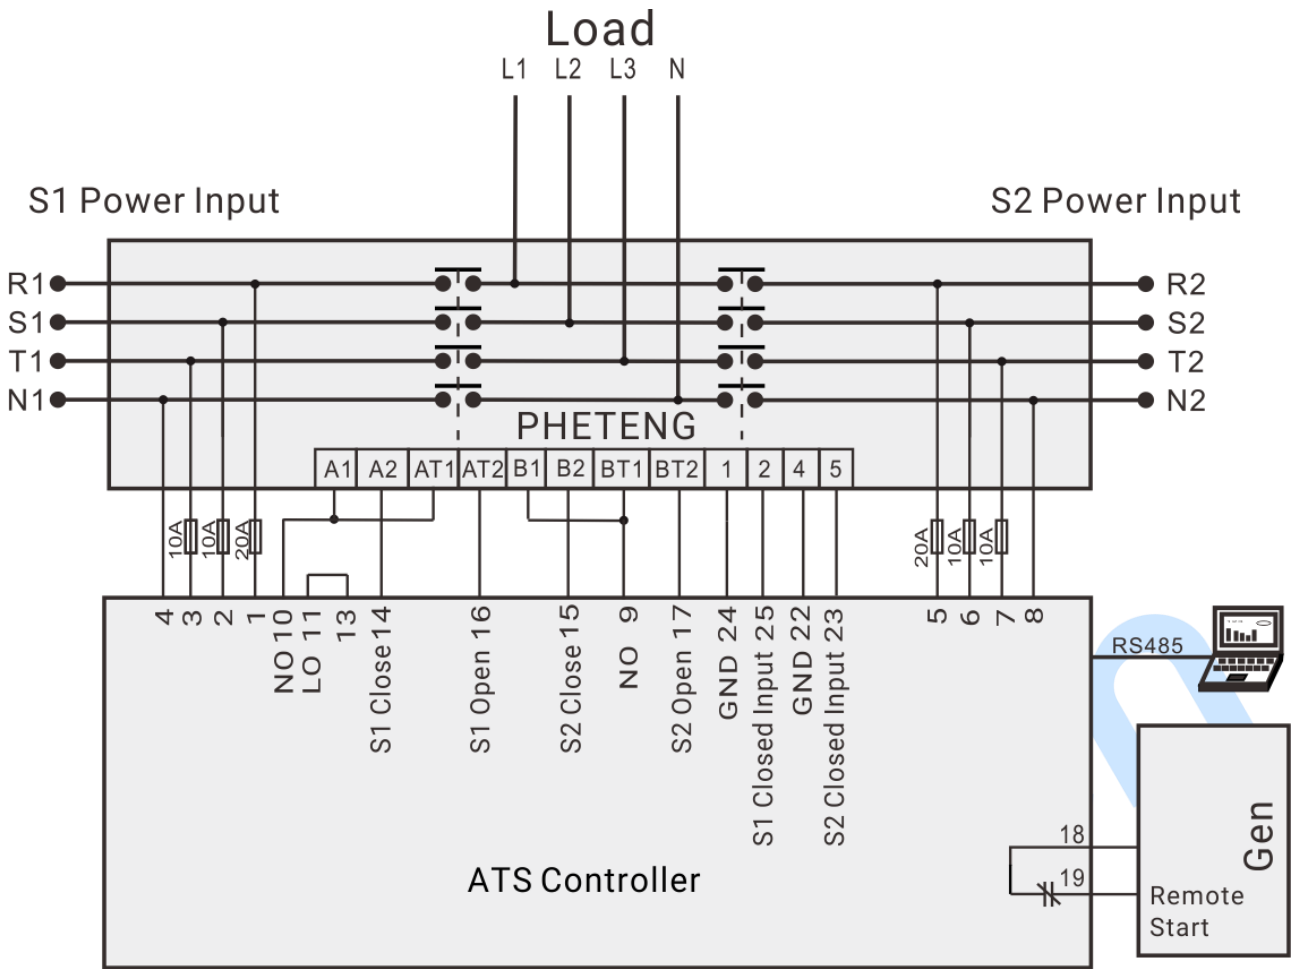 Load
L1 L2 L3 N
S1 Power Input
S2 Power Input
R1
S1
T1
N1
R2
S2
T2
N2
PHETENG
A1 A2 AT1 AT2 B1 B2 BT1 BT2 1 2 4 5
10A 10A 20A
20A 10A 10A
4
3
2
1
NO 10
LO 11
13
S1 Close 14
S1 Open 16
S2 Close 15
NO 9
S2 Open 17
GND 24
S1 Closed Input 25
GND 22
S2 Closed Input 23
5
6
7
8
RS485
18
19
Gen
Remote
Start
ATS Controller